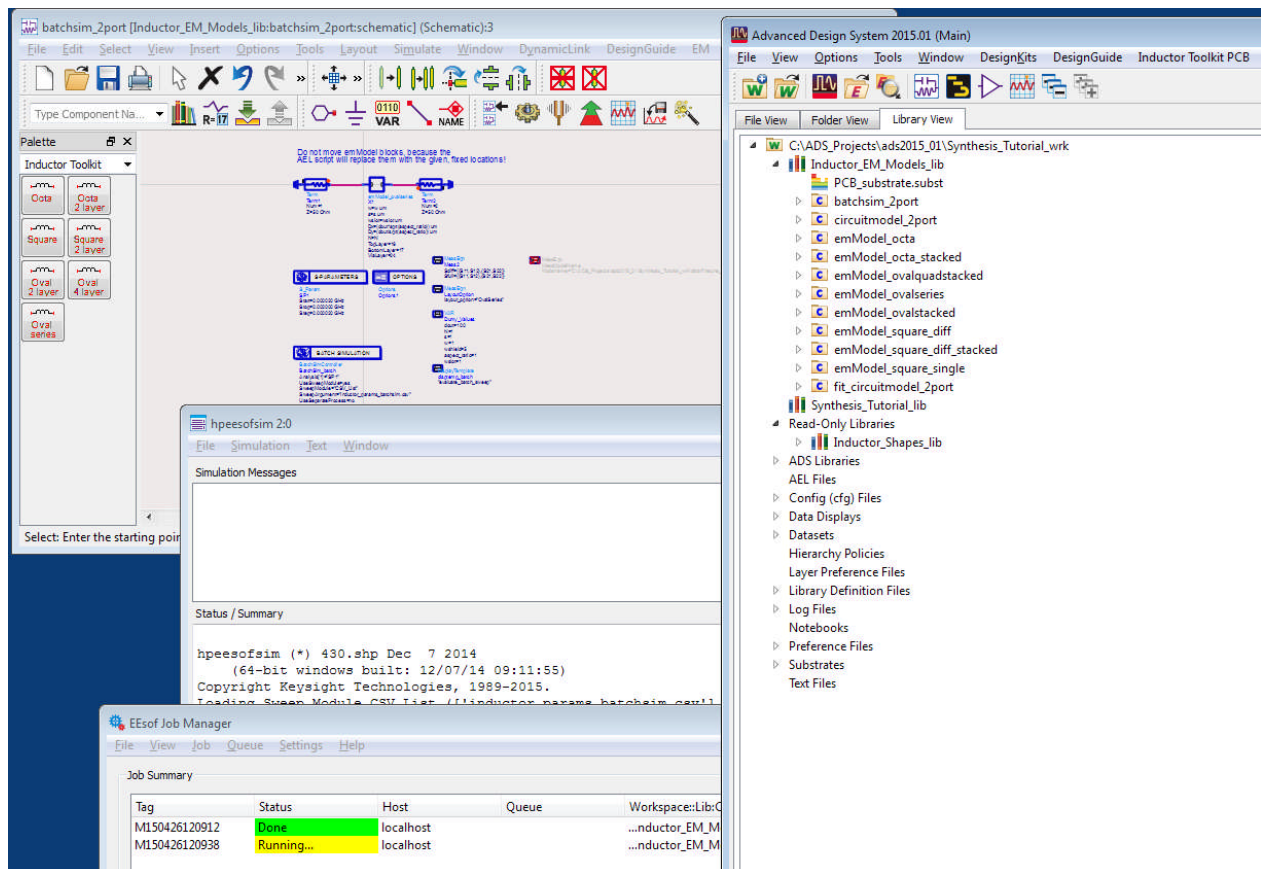 batchsim_2port [Inductor_EM_Models_lib:batchsim_2port:schematic] (Schematic):3
File Edit Select View Insert Options Tools Layout Simulate Window DynamicLink DesignGuide EM
»
»
R=17
0110
VAR
NAME
Type Component Na...
Palette
Inductor Toolkit
Octa
Octa
2 layer
Square
Square
2 layer
Oval
2 layer
Oval
4 layer
Oval
series
Do not move emModel blocks, because the
AEL script will replace them with the given, fixed locations!
S-PARAMETERS
OPTIONS
BATCH SIMULATION
Select: Enter the starting poin
hpeesofsim 2:0
File Simulation Text Window
Simulation Messages
Status / Summary
hpeesofsim (*) 430.shp Dec 7 2014
(64-bit windows built: 12/07/14 09:11:55)
Copyright Keysight Technologies, 1989-2015.
Loading Sweep Module CSV_List (['inductor_params_batchsim.csv']
EEsof Job Manager
File View Job Queue Settings Help
Job Summary
Tag Status Host Queue Workspace::Lib:C
M150426120912 Done localhost ...nductor_EM_M
M150426120938 Running... localhost ...nductor_EM_M
Advanced Design System 2015.01 (Main)
File View Options Tools Window DesignKits DesignGuide Inductor Toolkit PCB
File View Folder View Library View
C:\ADS_Projects\ads2015_01\Synthesis_Tutorial_wrk
Inductor_EM_Models_lib
PCB_substrate.subst
batchsim_2port
circuitmodel_2port
emModel_octa
emModel_octa_stacked
emModel_ovalquadstacked
emModel_ovalseries
emModel_ovalstacked
emModel_square_diff
emModel_square_diff_stacked
emModel_square_single
fit_circuitmodel_2port
Synthesis_Tutorial_lib
Read-Only Libraries
Inductor_Shapes_lib
ADS Libraries
AEL Files
Config (cfg) Files
Data Displays
Datasets
Hierarchy Policies
Layer Preference Files
Library Definition Files
Log Files
Notebooks
Preference Files
Substrates
Text Files